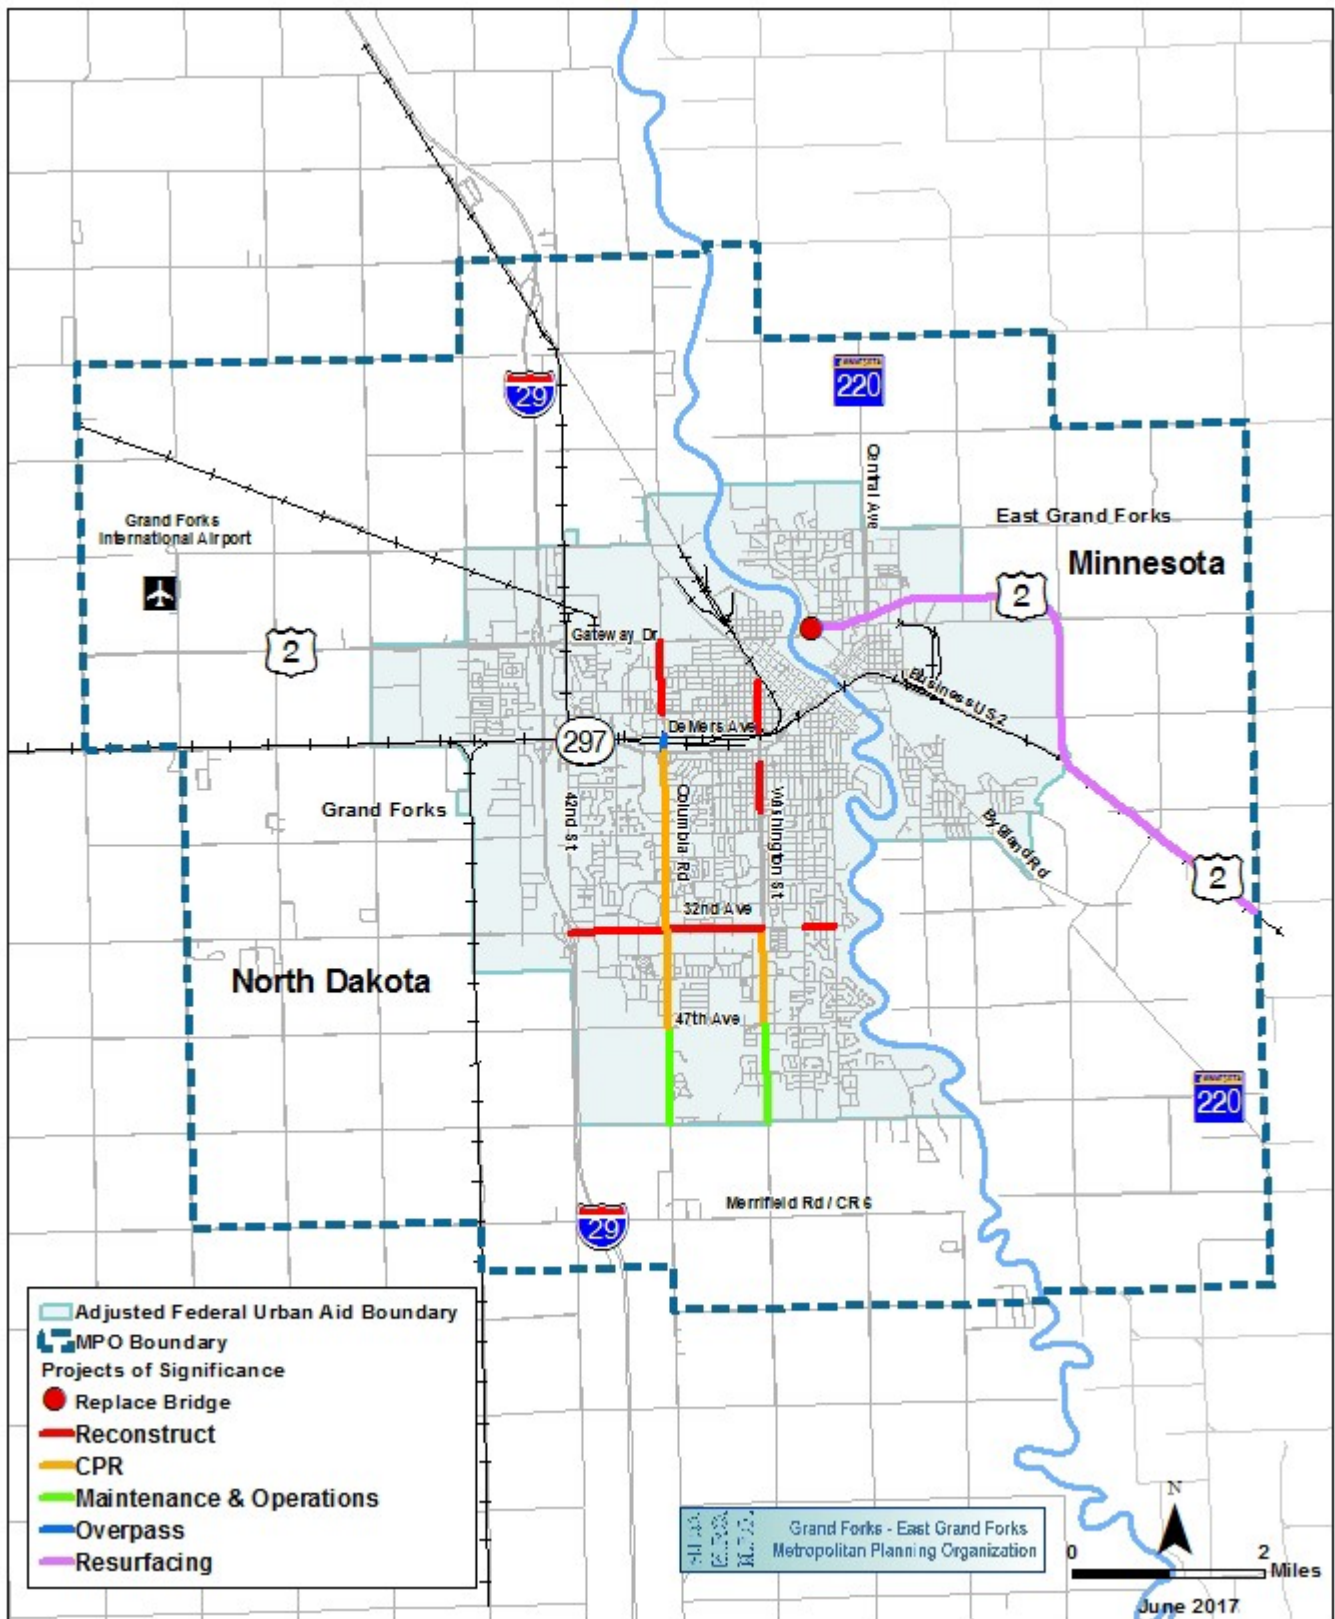 29
MINNESOTA
220
Central Ave
East Grand Forks
Minnesota
Grand Forks
International Airport
2
2
Gateway Dr
Business US 2
DeMers Ave
297
Grand Forks
42nd St
Columbia Rd
Washington St
Bygland Rd
2
32nd Ave
North Dakota
47th Ave
MINNESOTA
220
Merrifield Rd / CR 6
29
Adjusted Federal Urban Aid Boundary
MPO Boundary
Projects of Significance
Replace Bridge
Reconstruct
CPR
Maintenance & Operations
Overpass
Resurfacing
Grand Forks - East Grand Forks
Metropolitan Planning Organization
N
0 2
Miles
June 2017